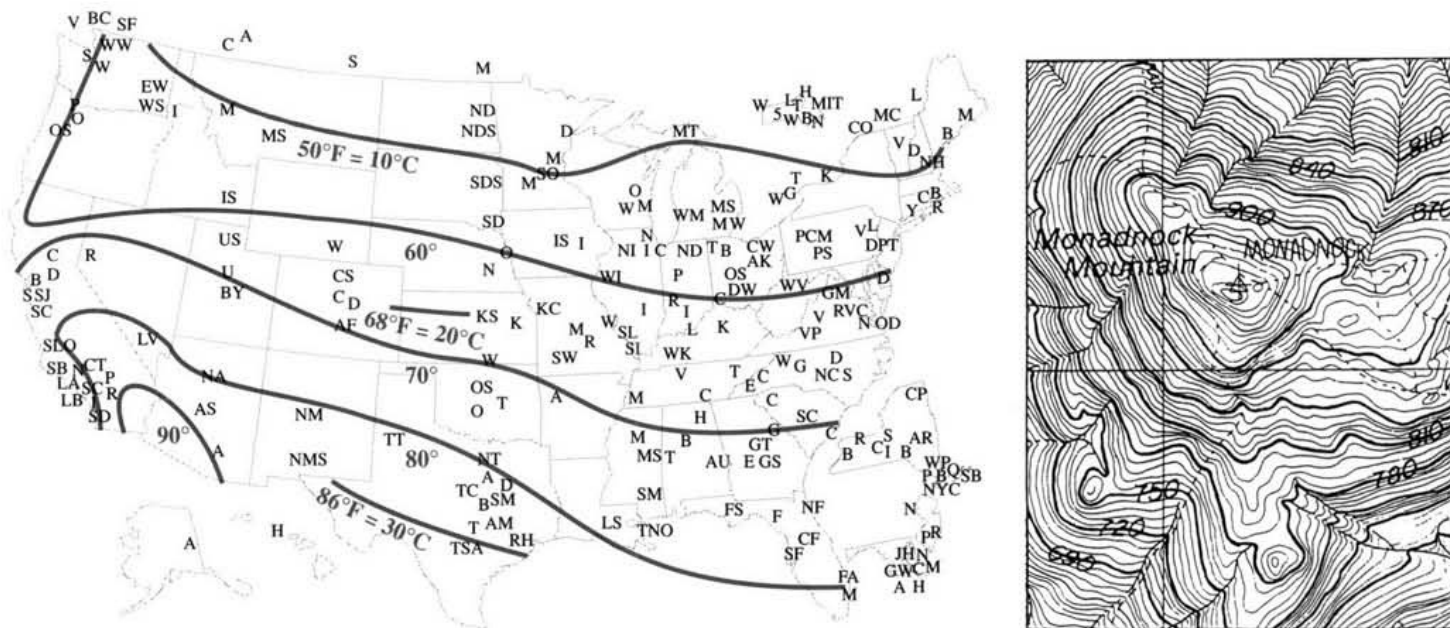 V BC SF
S WW
W
C A
S
M
EW
WS I
M
MS
P
O
OS
ND
NDS
D
MT
W L H
5 T MIT
W B N
CO MC
L
V D
B M
NH
50°F = 10°C
M
SO
M
SDS
IS
O
W M
WM
MS
MW
T K
W G
Y C B
R
SD
US
W
60°
O
IS I
N
NI I C
ND
T B
CW
AK
PCM
PS
V L
DPT
C
R
B D
S SJ
SC
U
BY
CS
C D
AF
N
WI
P
OS
DW
WV
D
GM
RVC
N OD
68°F = 20°C
KS K
KC
M
R
W
SL
SI
I
R
I
C
L
K
V
VP
SLO
LV
W
SW
WK
V
T
E C
W G
D
NC S
SB N CT
LA SC P
LB I R
SD
NA
70°
OS
O T
A
M
C
H
C
SC
CP
AS
NM
90°
A
TT
80°
NMS
NT
A
D
TC
B SM
T AM
TSA RH
M
MS T
B
AU
GT
E GS
G
C
SM
R
B
C S
I
AR
B
WP
P B Q SB
NYC
86°F = 30°C
LS
TNO
FS
F
NF
CF
SF
N
P R
JH N
GW CM
A H
A
H
FA
M
810
840
900
870
Monadnock
Mountain
MONADNOCK
750
720
690
810
780